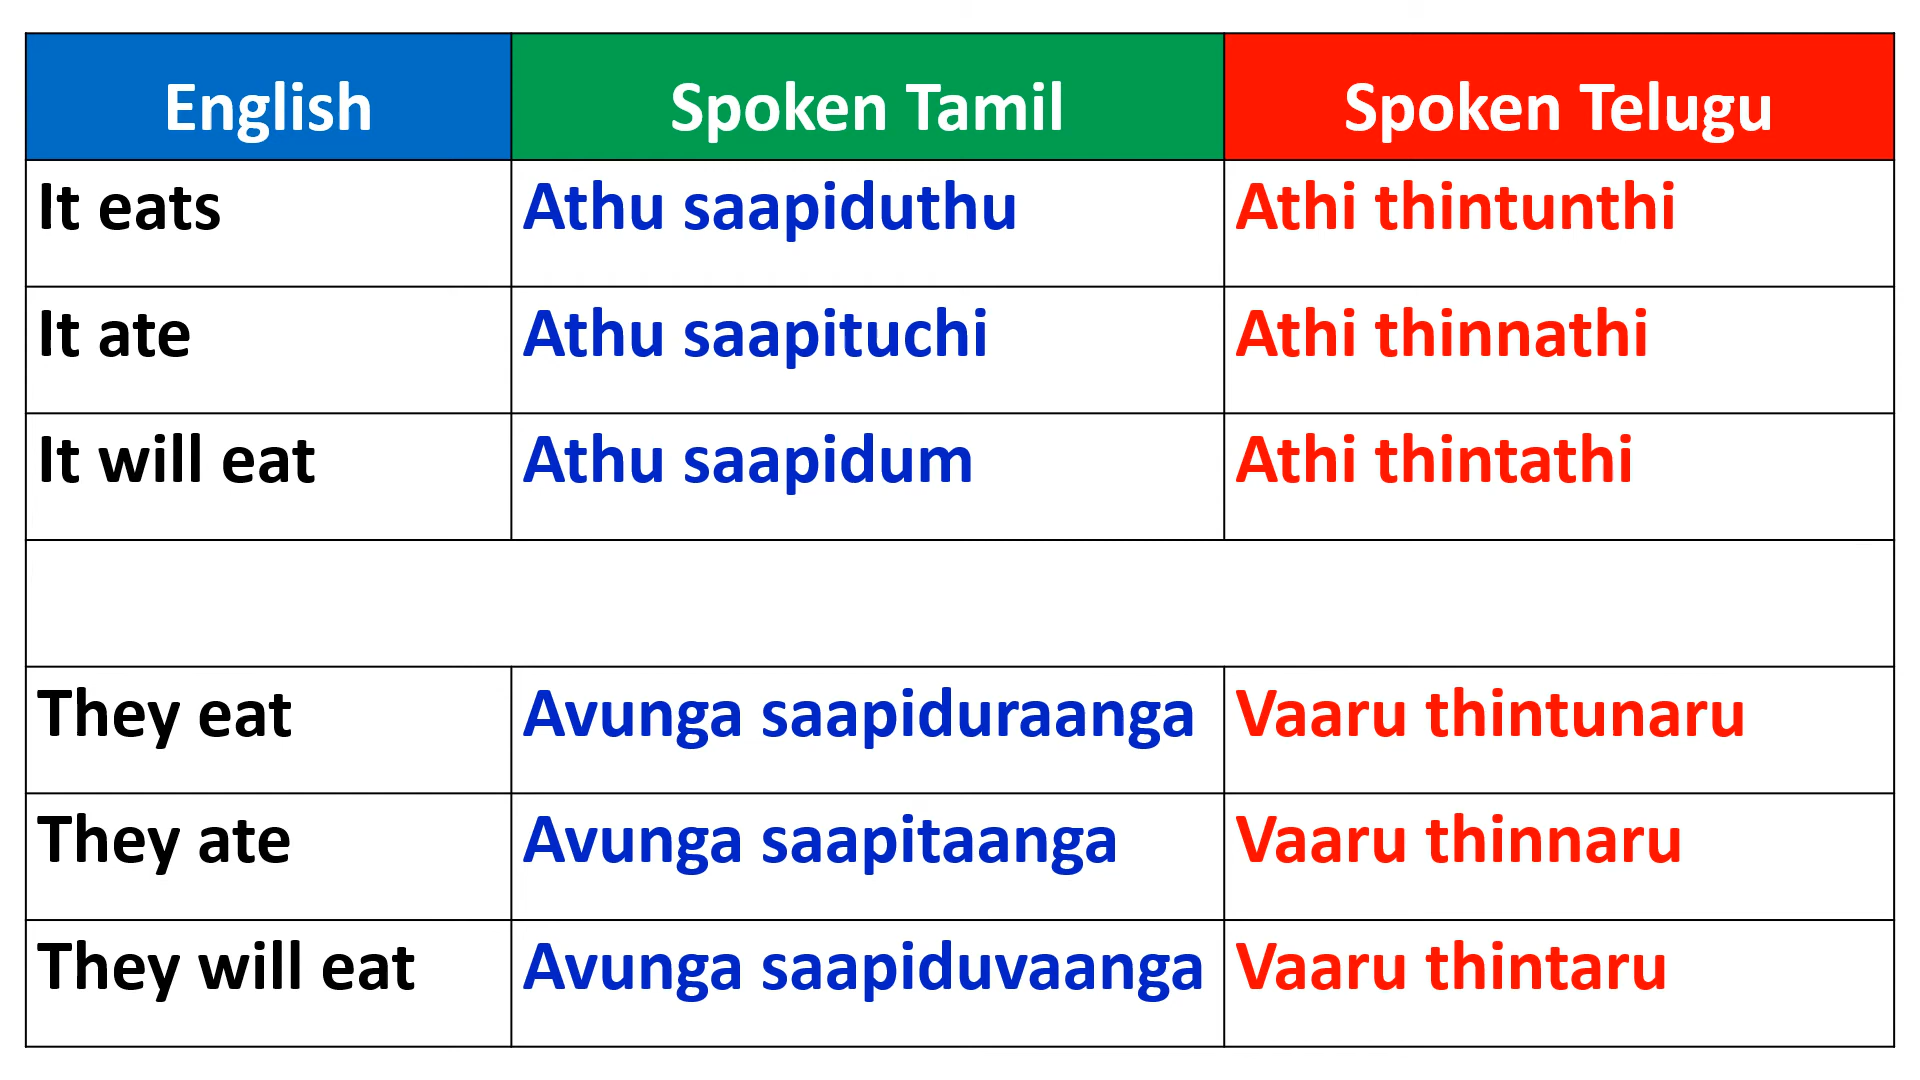 English Spoken Tamil Spoken Telugu
It eats Athu saapiduthu Athi thintunthi
It ate Athu saapituchi Athi thinnathi
It will eat Athu saapidum Athi thintathi
They eat Avunga saapiduraanga Vaaru thintunaru
They ate Avunga saapitaanga Vaaru thinnaru
They will eat Avunga saapiduvaanga Vaaru thintaru